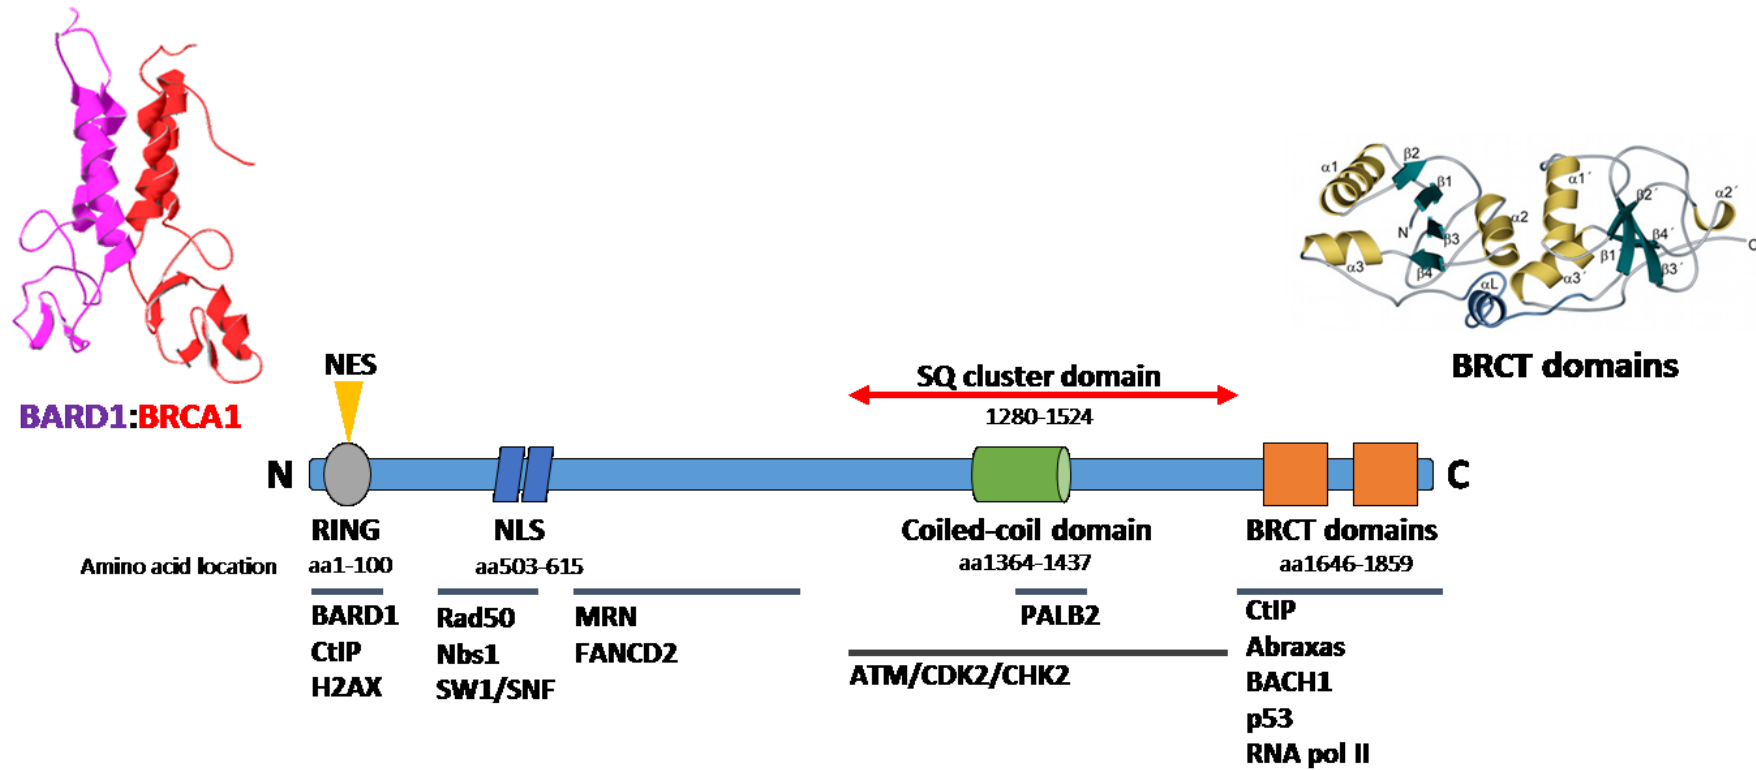 α1
β2
β1
N
β3
β4
α3
α2
αL
α1´
β2´
α2´
β4´
β1´
β3´
α3´
C
BRCT domains
BARD1:BRCA1
NES
SQ cluster domain
1280-1524
N
C
RING
NLS
Coiled-coil domain
BRCT domains
Amino acid location
aa1-100
aa503-615
aa1364-1437
aa1646-1859
BARD1
CtIP
H2AX
Rad50
Nbs1
SW1/SNF
MRN
FANCD2
PALB2
ATM/CDK2/CHK2
CtIP
Abraxas
BACH1
p53
RNA pol II